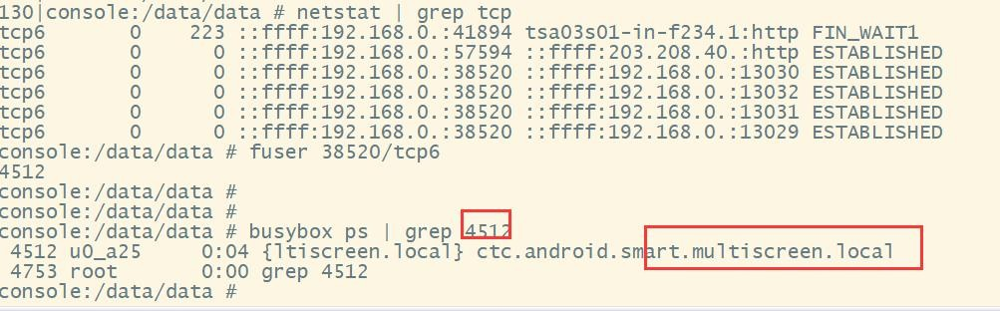 130|console:/data/data # netstat | grep tcp
tcp6       0    223 ::ffff:192.168.0.:41894 tsa03s01-in-f234.1:http FIN_WAIT1
tcp6       0      0 ::ffff:192.168.0.:57594 ::ffff:203.208.40.:http ESTABLISHED
tcp6       0      0 ::ffff:192.168.0.:38520 ::ffff:192.168.0.:13030 ESTABLISHED
tcp6       0      0 ::ffff:192.168.0.:38520 ::ffff:192.168.0.:13032 ESTABLISHED
tcp6       0      0 ::ffff:192.168.0.:38520 ::ffff:192.168.0.:13031 ESTABLISHED
tcp6       0      0 ::ffff:192.168.0.:38520 ::ffff:192.168.0.:13029 ESTABLISHED
console:/data/data # fuser 38520/tcp6
4512
console:/data/data #
console:/data/data #
console:/data/data # busybox ps | grep 4512
 4512 u0_a25     0:04 {ltiscreen.local} ctc.android.smart.multiscreen.local
 4753 root       0:00 grep 4512
console:/data/data #